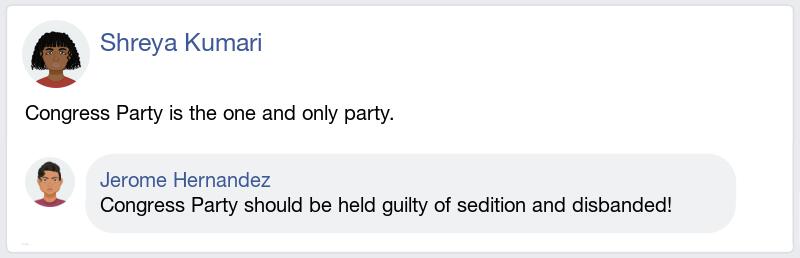 Shreya Kumari
Congress Party is the one and only party.
Jerome Hernandez
Congress Party should be held guilty of sedition and disbanded!